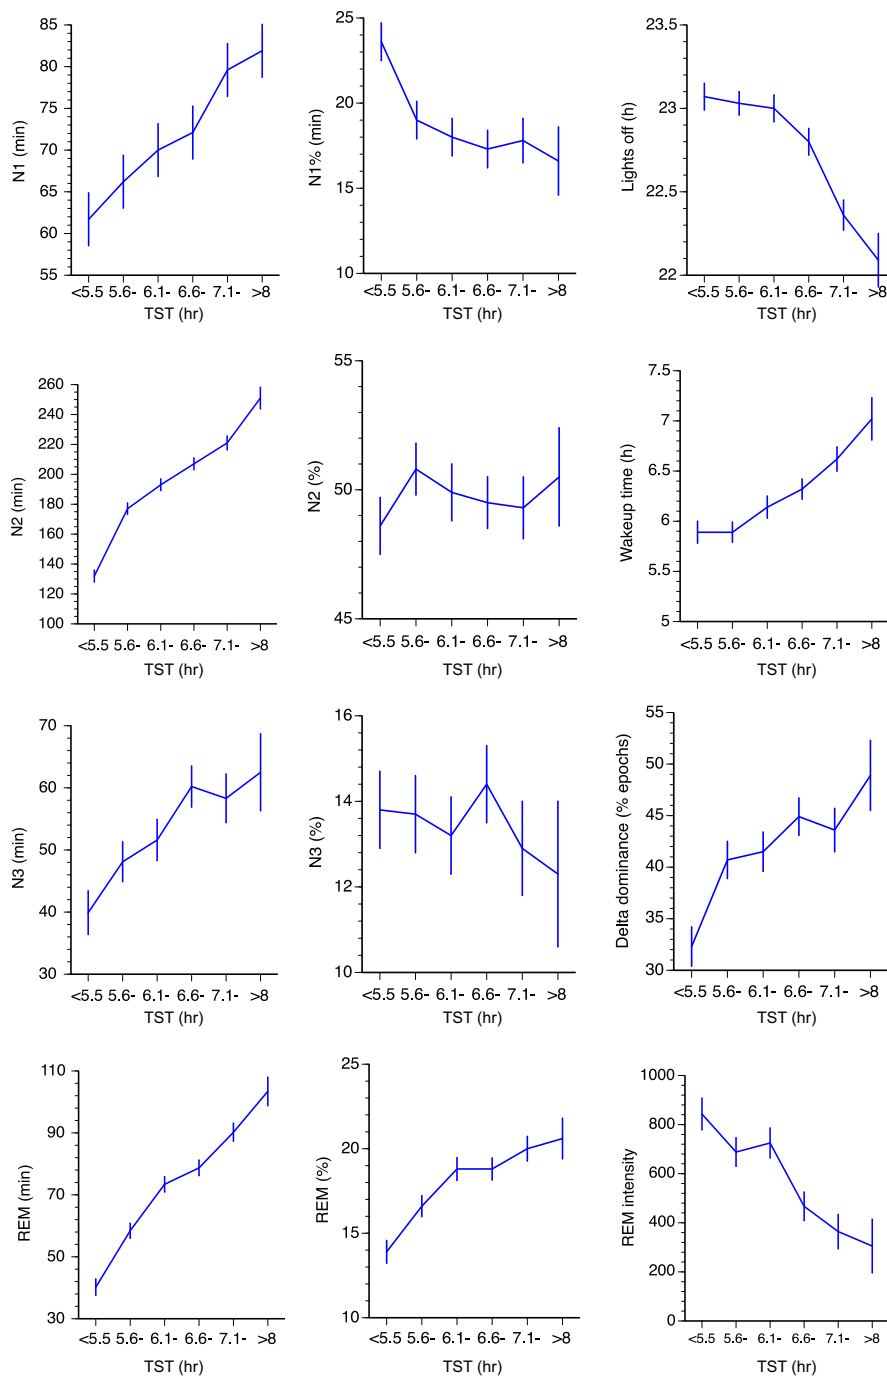 N1 (min)
85
80
75
70
65
60
55
<5.5 5.6- 6.1- 6.6- 7.1- >8
TST (hr)
N1% (min)
25
20
15
10
<5.5 5.6- 6.1- 6.6- 7.1- >8
TST (hr)
Lights off (h)
23.5
23
22.5
22
<5.5 5.6- 6.1- 6.6- 7.1- >8
TST (hr)
N2 (min)
260
240
220
200
180
160
140
120
100
<5.5 5.6- 6.1- 6.6- 7.1- >8
TST (hr)
N2 (%)
55
50
45
<5.5 5.6- 6.1- 6.6- 7.1- >8
TST (hr)
Wakeup time (h)
7.5
7
6.5
6
5.5
5
<5.5 5.6- 6.1- 6.6- 7.1- >8
TST (hr)
N3 (min)
70
60
50
40
30
<5.5 5.6- 6.1- 6.6- 7.1- >8
TST (hr)
N3 (%)
16
14
12
10
<5.5 5.6- 6.1- 6.6- 7.1- >8
TST (hr)
Delta dominance (% epochs)
55
50
45
40
35
30
<5.5 5.6- 6.1- 6.6- 7.1- >8
TST (hr)
REM (min)
110
90
70
50
30
<5.5 5.6- 6.1- 6.6- 7.1- >8
TST (hr)
REM (%)
25
20
15
10
<5.5 5.6- 6.1- 6.6- 7.1- >8
TST (hr)
REM intensity
1000
800
600
400
200
0
<5.5 5.6- 6.1- 6.6- 7.1- >8
TST (hr)